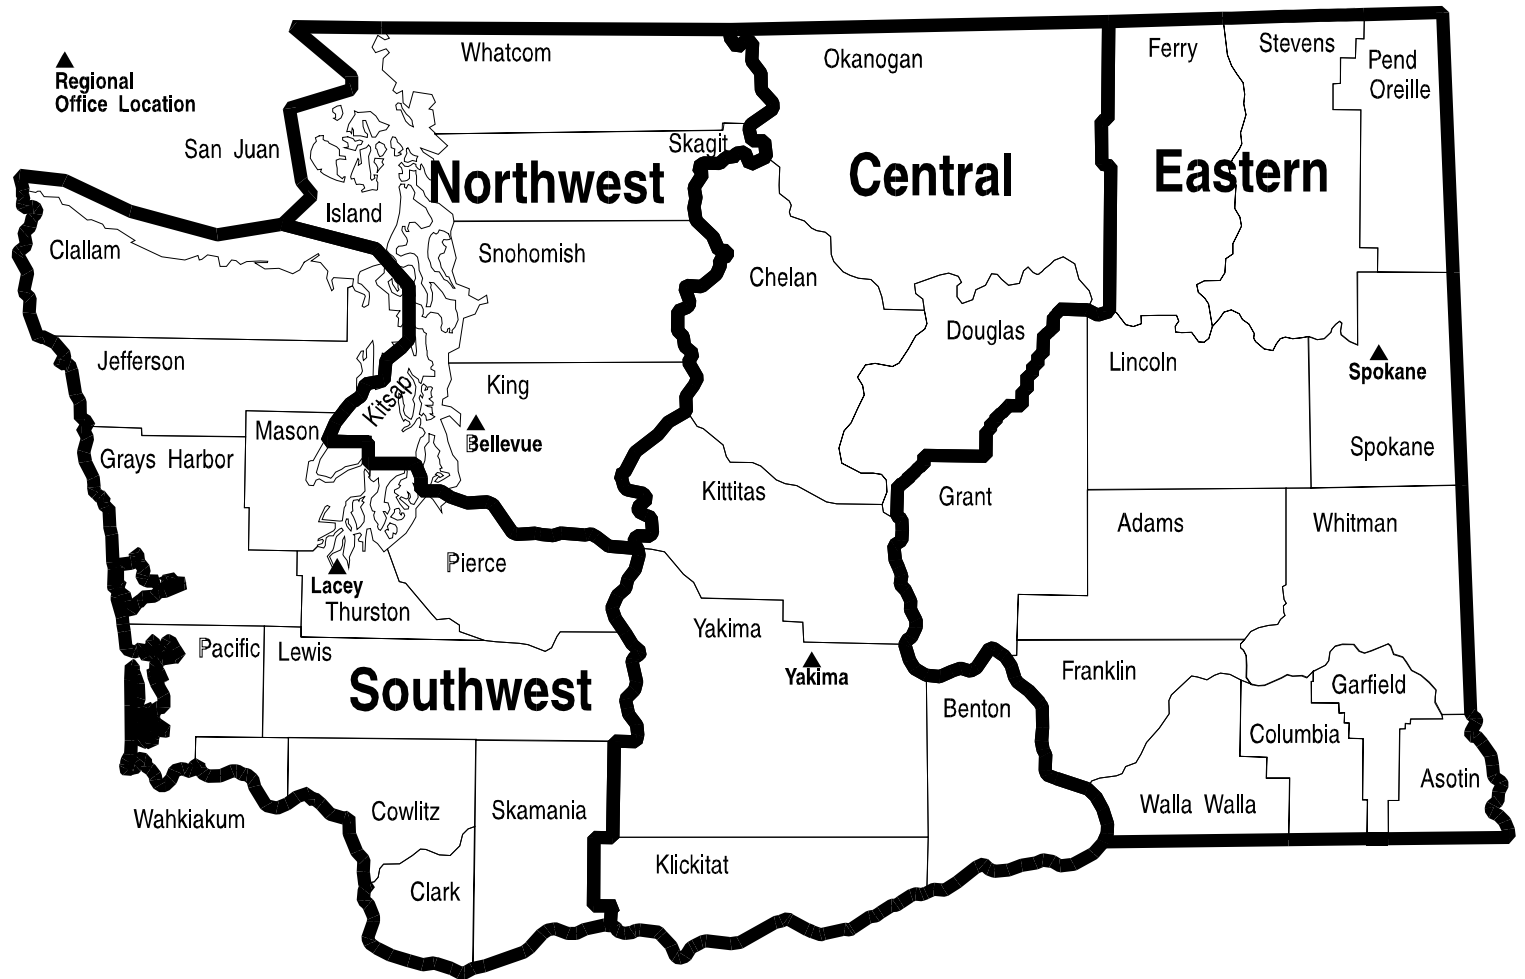 Whatcom
Okanogan
Ferry
Stevens
Pend
Oreille
Regional
Office Location
San Juan
Skagit
Northwest
Central
Eastern
Island
Clallam
Snohomish
Chelan
Douglas
Jefferson
Lincoln
Spokane
King
Kitsap
Mason
Bellevue
Grays Harbor
Spokane
Kittitas
Grant
Adams
Whitman
Pierce
Lacey
Thurston
Yakima
Pacific
Lewis
Yakima
Franklin
Garfield
Southwest
Benton
Columbia
Asotin
Wahkiakum
Cowlitz
Skamania
Walla Walla
Klickitat
Clark